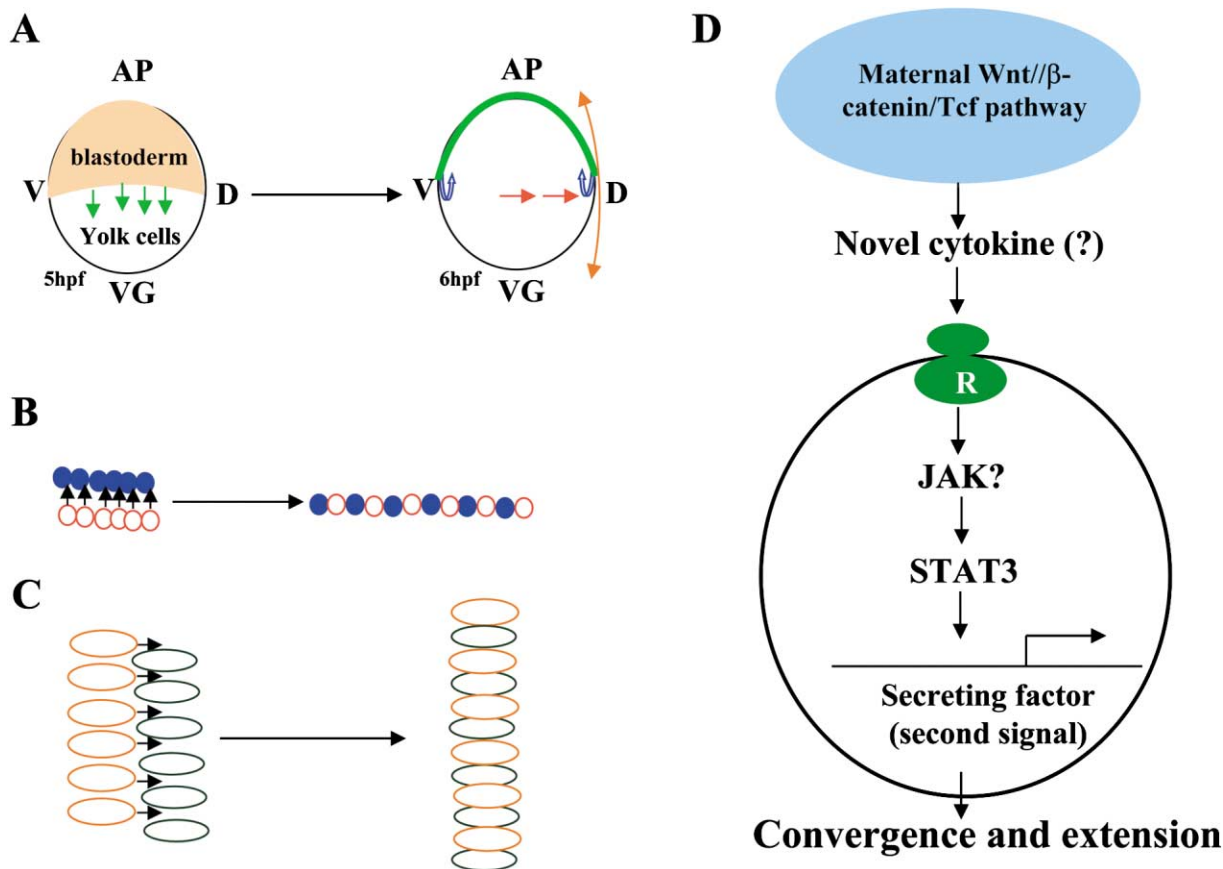 A
AP
blastoderm
V
D
Yolk cells
5hpf
VG
AP
V
D
6hpf
VG
B
C
D
Maternal Wnt//β-
catenin/Tcf pathway
Novel cytokine (?)
R
JAK?
STAT3
Secreting factor
(second signal)
Convergence and extension